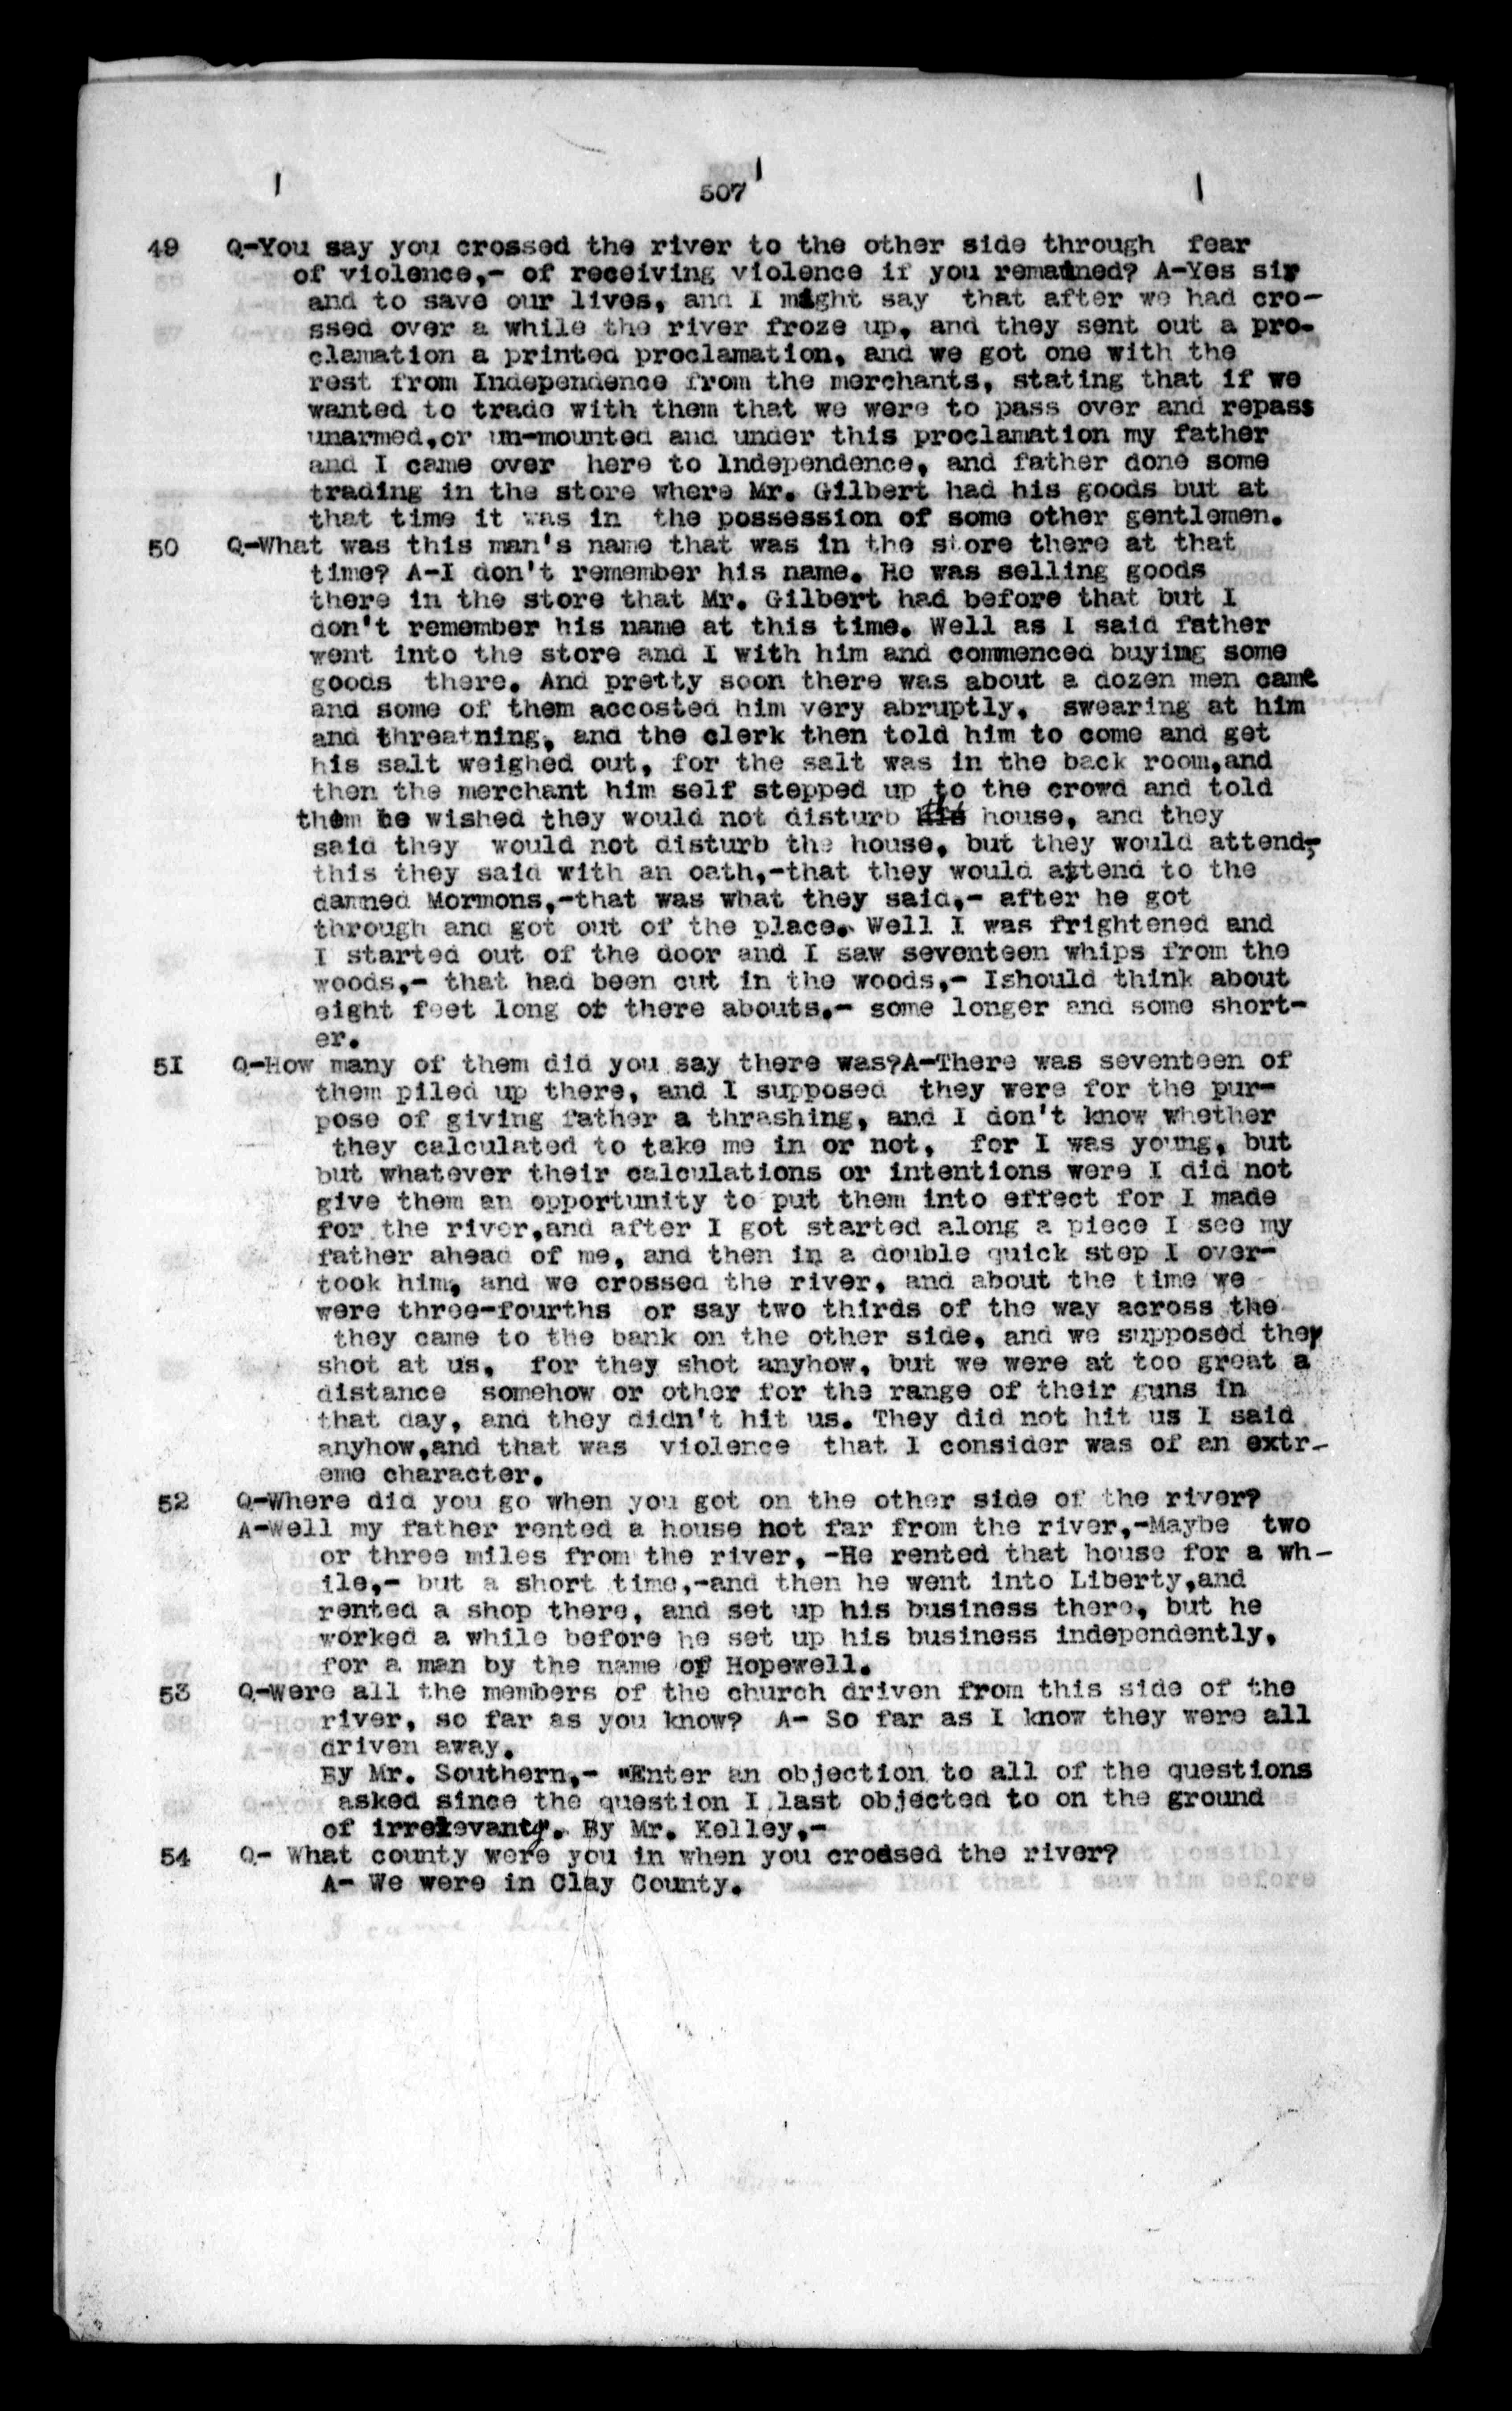 507
49 Q-You say you crossed the river to the other side through fear
of violence,- of receiving violence if you remained? A-Yes sir
and to save our lives, and I might say that after we had cro-
ssed over a while the river froze up, and they sent out a pro-
clamation a printed proclamation, and we got one with the
rest from Independence from the merchants, stating that if we
wanted to trade with them that we were to pass over and repass
unarmed,or un-mounted and under this proclamation my father
and I came over here to Independence, and father done some
trading in the store where Mr. Gilbert had his goods but at
that time it was in the possession of some other gentlemen.
50 Q-What was this man's name that was in the store there at that
time? A-I don't remember his name. He was selling goods
there in the store that Mr. Gilbert had before that but I
don't remember his name at this time. Well as I said father
went into the store and I with him and commenced buying some
goods there. And pretty soon there was about a dozen men came
and some of them accosted him very abruptly, swearing at him
and threatning, and the clerk then told him to come and get
his salt weighed out, for the salt was in the back room,and
then the merchant him self stepped up to the crowd and told
them he wished they would not disturb his house, and they
said they would not disturb the house, but they would attend,-
this they said with an oath,-that they would attend to the
damned Mormons,-that was what they said,- after he got
through and got out of the place. Well I was frightened and
I started out of the door and I saw seventeen whips from the
woods,- that had been cut in the woods,- Ishould think about
eight feet long or there abouts.- some longer and some short-
er.
51 Q-How many of them did you say there was?A-There was seventeen of
them piled up there, and I supposed they were for the pur-
pose of giving father a thrashing, and I don't know whether
they calculated to take me in or not, for I was young, but
but whatever their calculations or intentions were I did not
give them an opportunity to put them into effect for I made
for the river,and after I got started along a piece I see my
father ahead of me, and then in a double quick step I over-
took him, and we crossed the river, and about the time we
were three-fourths or say two thirds of the way across the
they came to the bank on the other side, and we supposed they
shot at us, for they shot anyhow, but we were at too great a
distance somehow or other for the range of their guns in
that day, and they didn't hit us. They did not hit us I said
anyhow,and that was violence that I consider was of an extr-
eme character.
52 Q-Where did you go when you got on the other side of the river?
A-Well my father rented a house not far from the river,-Maybe two
or three miles from the river, -He rented that house for a wh-
ile,- but a short time,-and then he went into Liberty,and
rented a shop there, and set up his business there, but he
worked a while before he set up his business independently,
for a man by the name of Hopewell.
53 Q-Were all the members of the church driven from this side of the
river, so far as you know? A- So far as I know they were all
driven away.
By Mr. Southern,- "Enter an objection to all of the questions
asked since the question I last objected to on the ground
of irrelevanty. By Mr. Kelley,-
54 Q- What county were you in when you crossed the river?
A- We were in Clay County.